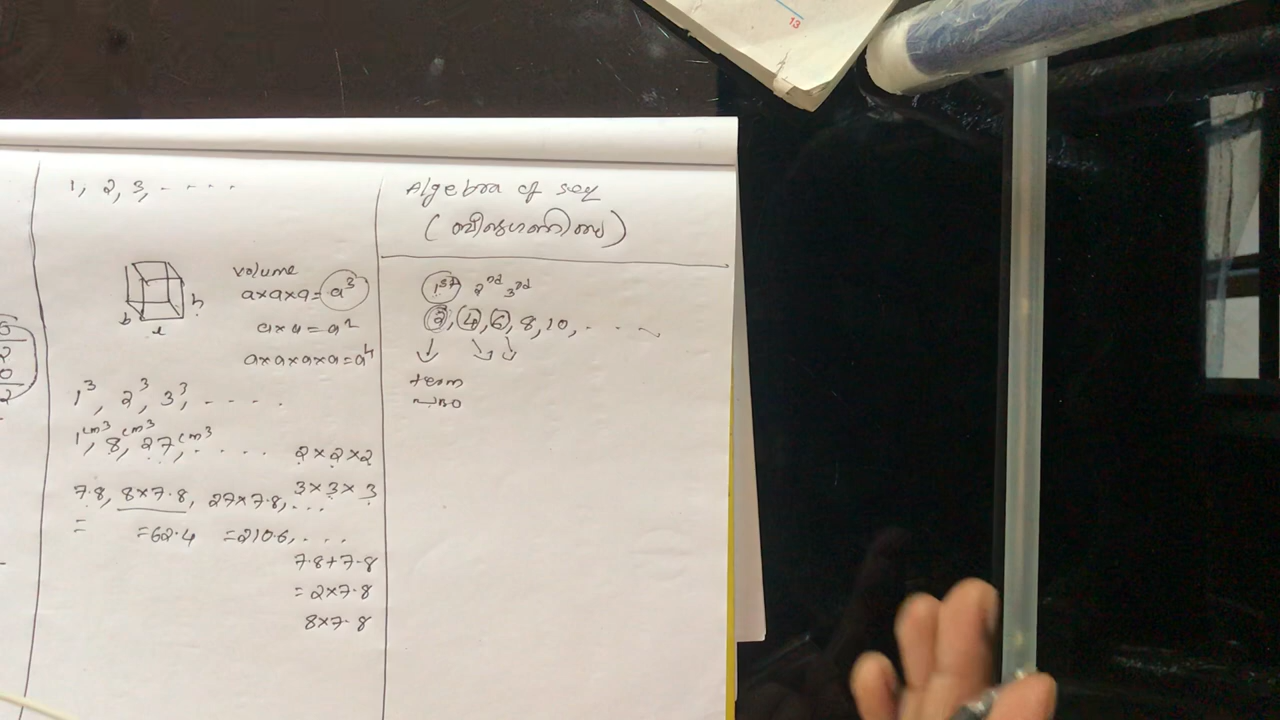 1, 2, 3, - - - -
volume
a×a×a = a³
b l h
a×a = a²
a×a×a×a = a⁴
1³, 2³, 3³, - - - -
1cm³, 8cm³, 27cm³, . . . .
2×2×2
3×3×3
7.8, 8×7.8, 27×7.8, ...
= =62.4 =210.6, ...
7.8+7.8
= 2×7.8
8×7.8
Algebra of seq
(ബീജഗണിതം)
1st 2nd 3rd
2, 4, 6, 8, 10, - - -
term
13